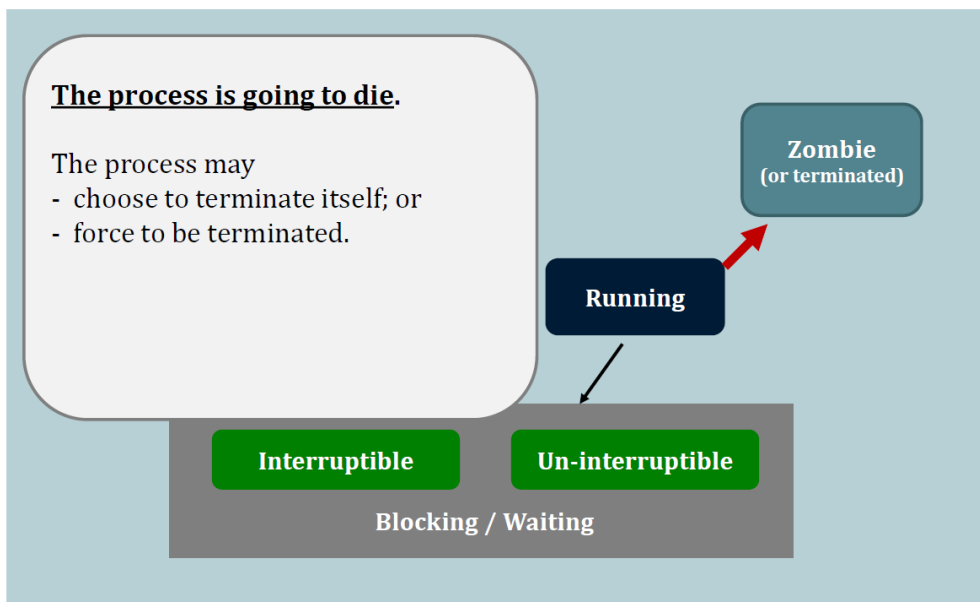 The process is going to die.
The process may
- choose to terminate itself; or
- force to be terminated.
Zombie
(or terminated)
Running
Interruptible
Un-interruptible
Blocking / Waiting